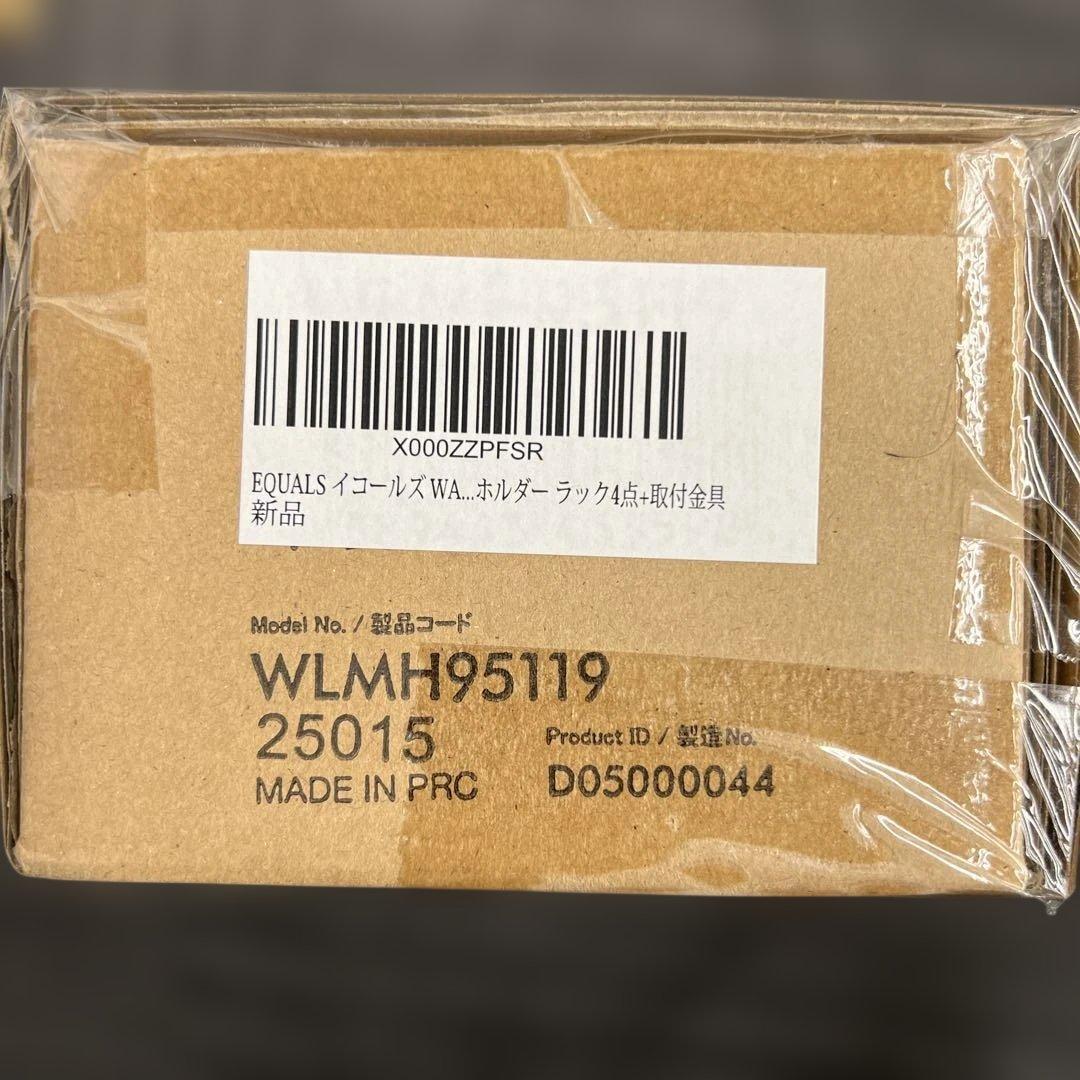 X000ZZPFSR
EQUALS イコールズ WA...ホルダー ラック4点+取付金具
新品
Model No. / 製品コード
WLMH95119
25015
Product ID / 製造No.
MADE IN PRC
D05000044